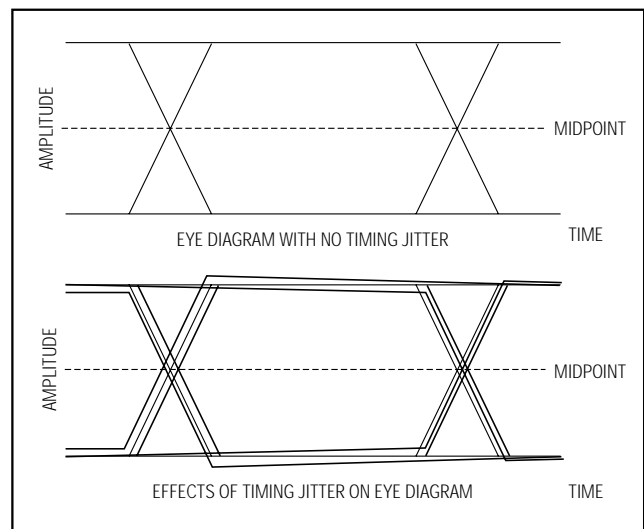 AMPLITUDE
MIDPOINT
EYE DIAGRAM WITH NO TIMING JITTER
TIME
AMPLITUDE
MIDPOINT
EFFECTS OF TIMING JITTER ON EYE DIAGRAM
TIME